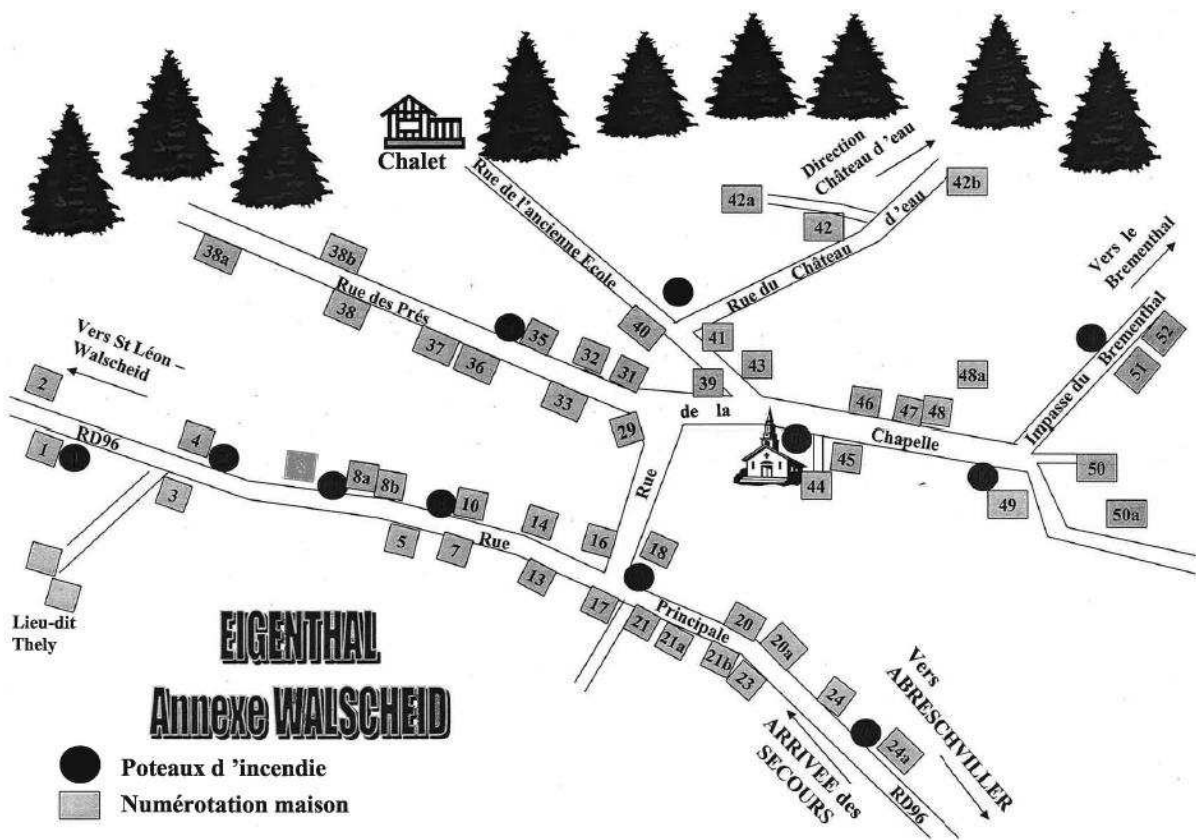 Chalet
Rue de l'ancienne Ecole
Direction
Château d 'eau
42a
42
42b
Rue du Château d 'eau
Vers le
Brementhal
38a
38b
38
Rue des Prés
37
36
35
32
31
33
29
40
41
39
43
46
47
48
48a
Impasse du Brementhal
51
52
Vers St Léon –
Walscheid
2
RD96
1
4
3
8a
8b
10
5
7
Rue
14
13
16
Rue
de la
Chapelle
44
45
49
50
50a
18
17
21
21a
21b
23
Principale
20
20a
24
24a
Vers
ABRESCHVILLER
ARRIVEE des
SECOURS
RD96
Lieu-dit
Thely
EIGENTHAL
Annexe WALSCHEID
Poteaux d 'incendie
Numérotation maison